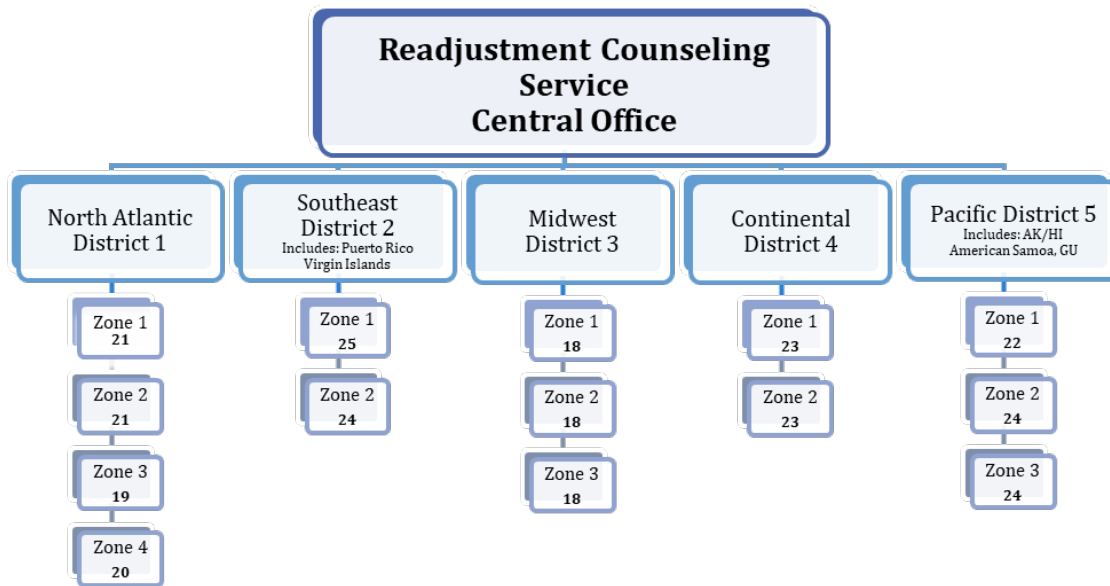 Readjustment Counseling
Service
Central Office
North Atlantic
District 1
Zone 1
21
Zone 2
21
Zone 3
19
Zone 4
20
Southeast
District 2
Includes: Puerto Rico
Virgin Islands
Zone 1
25
Zone 2
24
Midwest
District 3
Zone 1
18
Zone 2
18
Zone 3
18
Continental
District 4
Zone 1
23
Zone 2
23
Pacific District 5
Includes: AK/HI
American Samoa, GU
Zone 1
22
Zone 2
24
Zone 3
24